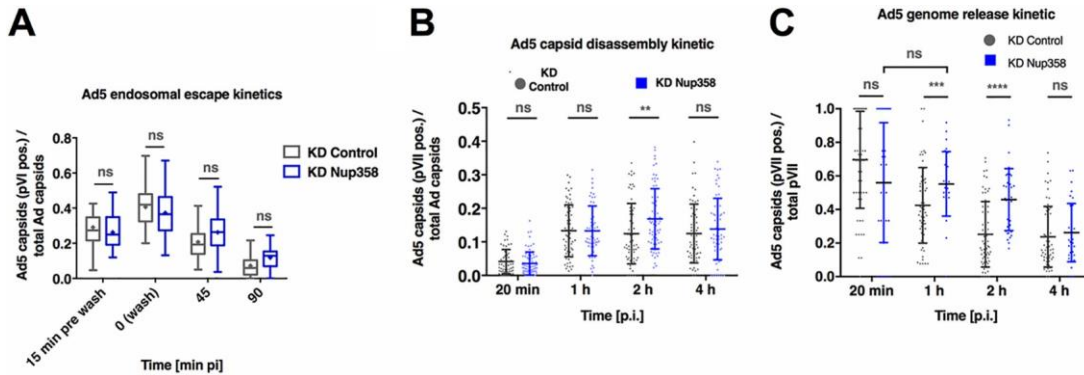 A
Ad5 endosomal escape kinetics
Ad5 capsids (pVI pos.) /
total Ad capsids
0.8
0.6
0.4
0.2
0.0
ns
ns
ns
ns
KD Control
KD Nup358
15 min pre wash
0 (wash)
45
90
Time [min pi]
B
Ad5 capsid disassembly kinetic
KD
Control
KD Nup358
Ad5 capsids (pVII pos.) /
total Ad capsids
0.5
0.4
0.3
0.2
0.1
0.0
ns
ns
**
ns
20 min
1 h
2 h
4 h
Time [p.i.]
C
Ad5 genome release kinetic
KD Control
KD Nup358
ns
ns
***
****
ns
Ad5 capsids (pVII pos.) /
total pVII
1.0
0.8
0.6
0.4
0.2
0.0
20 min
1 h
2 h
4 h
Time [p.i.]